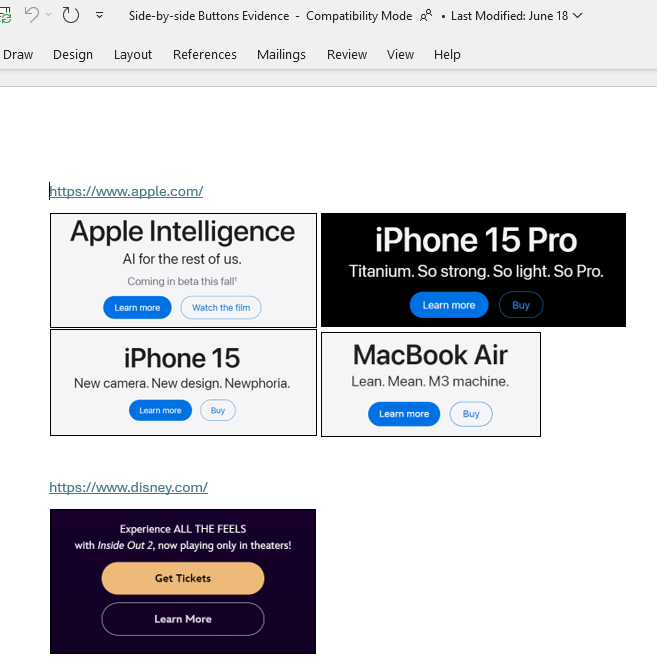 Side-by-side Buttons Evidence - Compatibility Mode • Last Modified: June 18
Draw Design Layout References Mailings Review View Help
https://www.apple.com/
Apple Intelligence
AI for the rest of us.
Coming in beta this fall¹
Learn more Watch the film
iPhone 15 Pro
Titanium. So strong. So light. So Pro.
Learn more Buy
iPhone 15
New camera. New design. Newphoria.
Learn more Buy
MacBook Air
Lean. Mean. M3 machine.
Learn more Buy
https://www.disney.com/
Experience ALL THE FEELS
with Inside Out 2, now playing only in theaters!
Get Tickets
Learn More